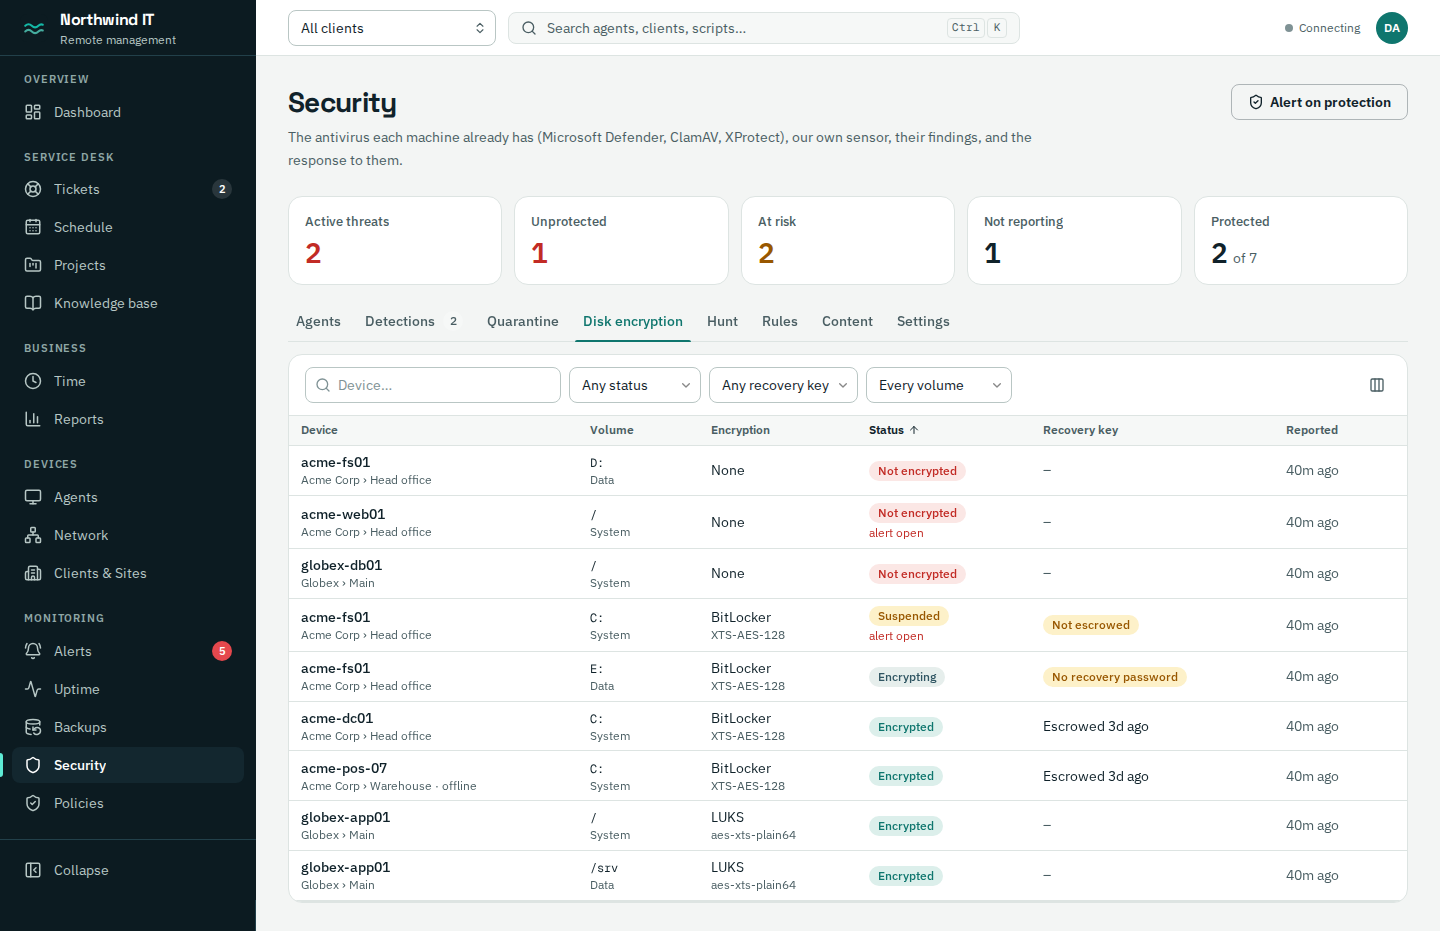 Northwind IT
Remote management
OVERVIEW
Dashboard
SERVICE DESK
Tickets 2
Schedule
Projects
Knowledge base
BUSINESS
Time
Reports
DEVICES
Agents
Network
Clients & Sites
MONITORING
Alerts 5
Uptime
Backups
Security
Policies
Collapse
All clients
Search agents, clients, scripts... Ctrl K
Connecting DA
Security
Alert on protection
The antivirus each machine already has (Microsoft Defender, ClamAV, XProtect), our own sensor, their findings, and the
response to them.
Active threats
2
Unprotected
1
At risk
2
Not reporting
1
Protected
2 of 7
Agents Detections 2 Quarantine Disk encryption Hunt Rules Content Settings
Device... Any status Any recovery key Every volume
Device Volume Encryption Status ↑ Recovery key Reported
acme-fs01 D: None Not encrypted – 40m ago
Acme Corp › Head office Data
acme-web01 / None Not encrypted – 40m ago
Acme Corp › Head office System alert open
globex-db01 / None Not encrypted – 40m ago
Globex › Main System
acme-fs01 C: BitLocker Suspended Not escrowed 40m ago
Acme Corp › Head office System XTS-AES-128 alert open
acme-fs01 E: BitLocker Encrypting No recovery password 40m ago
Acme Corp › Head office Data XTS-AES-128
acme-dc01 C: BitLocker Encrypted Escrowed 3d ago 40m ago
Acme Corp › Head office System XTS-AES-128
acme-pos-07 C: BitLocker Encrypted Escrowed 3d ago 40m ago
Acme Corp › Warehouse · offline System XTS-AES-128
globex-app01 / LUKS Encrypted – 40m ago
Globex › Main System aes-xts-plain64
globex-app01 /srv LUKS Encrypted – 40m ago
Globex › Main Data aes-xts-plain64